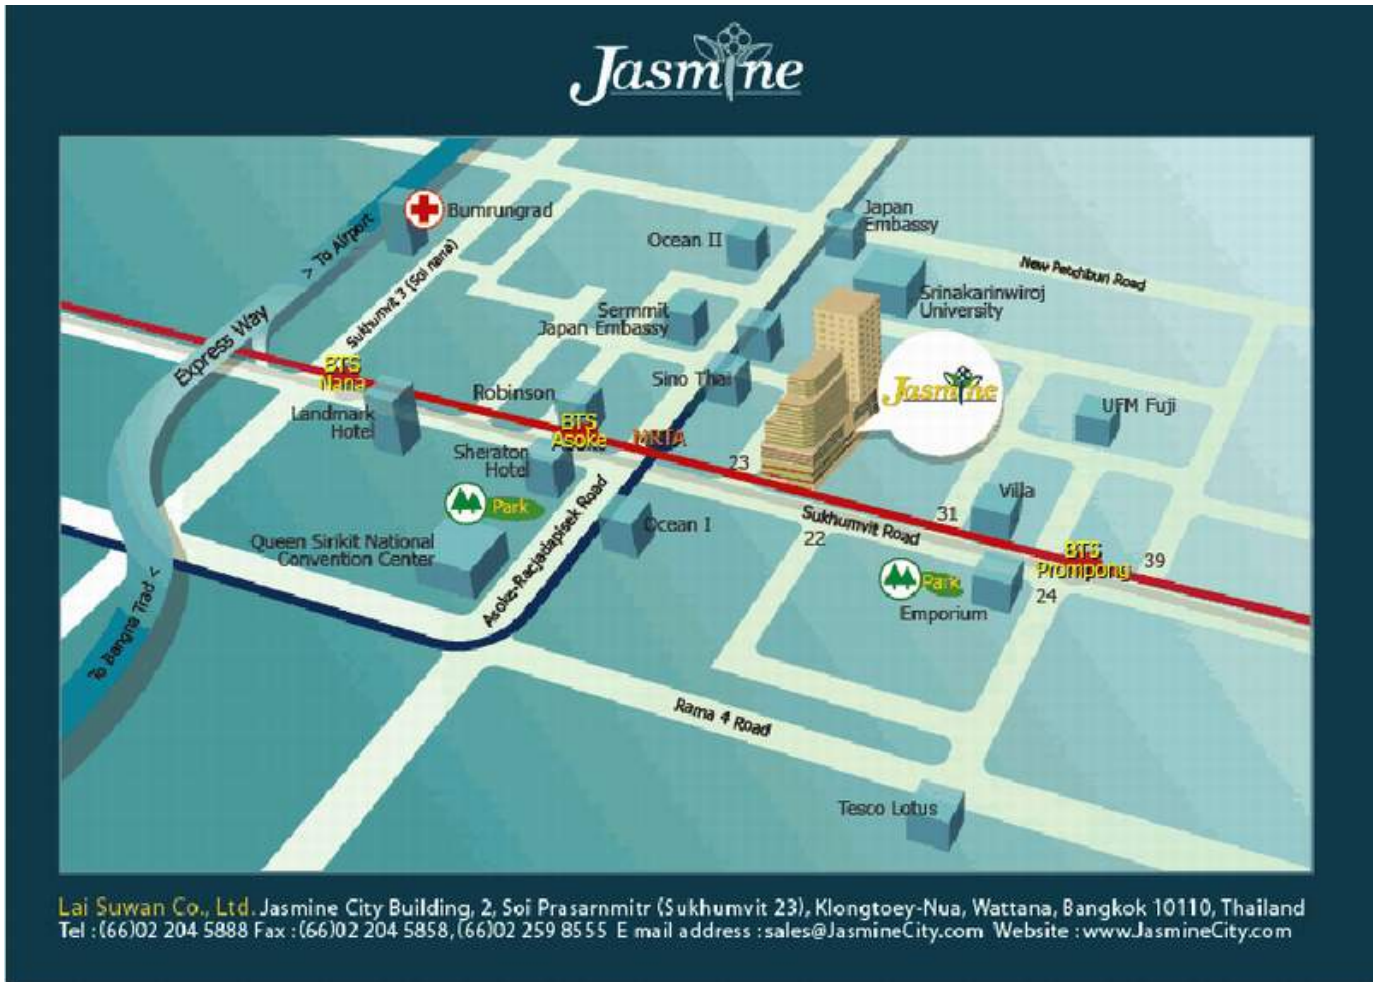 Jasmine
Bumrungrad
> To Airport
Sukhumvit 3 (Soi nana)
Express Way
Ocean II
Japan
Embassy
New Petchburi Road
Srinakarinwiroj
University
Sermmit
Japan Embassy
Sino Thai
Jasmine
BTS
Nana
Landmark
Hotel
Robinson
BTS
Asoke
MRTA
UFM Fuji
23
Sheraton
Hotel
Park
Asoke-Racjadapisek Road
Ocean I
Villa
31
Sukhumvit Road
22
Queen Sirikit National
Convention Center
BTS
Prompong
39
Park
Emporium
24
To Bangna Trad <
Rama 4 Road
Tesco Lotus
Lai Suwan Co., Ltd. Jasmine City Building, 2, Soi Prasarnmitr (Sukhumvit 23), Klongtoey-Nua, Wattana, Bangkok 10110, Thailand
Tel :(66)02 204 5888 Fax :(66)02 204 5858,(66)02 259 8555 E mail address :sales@JasmineCity.com Website :www.JasmineCity.com